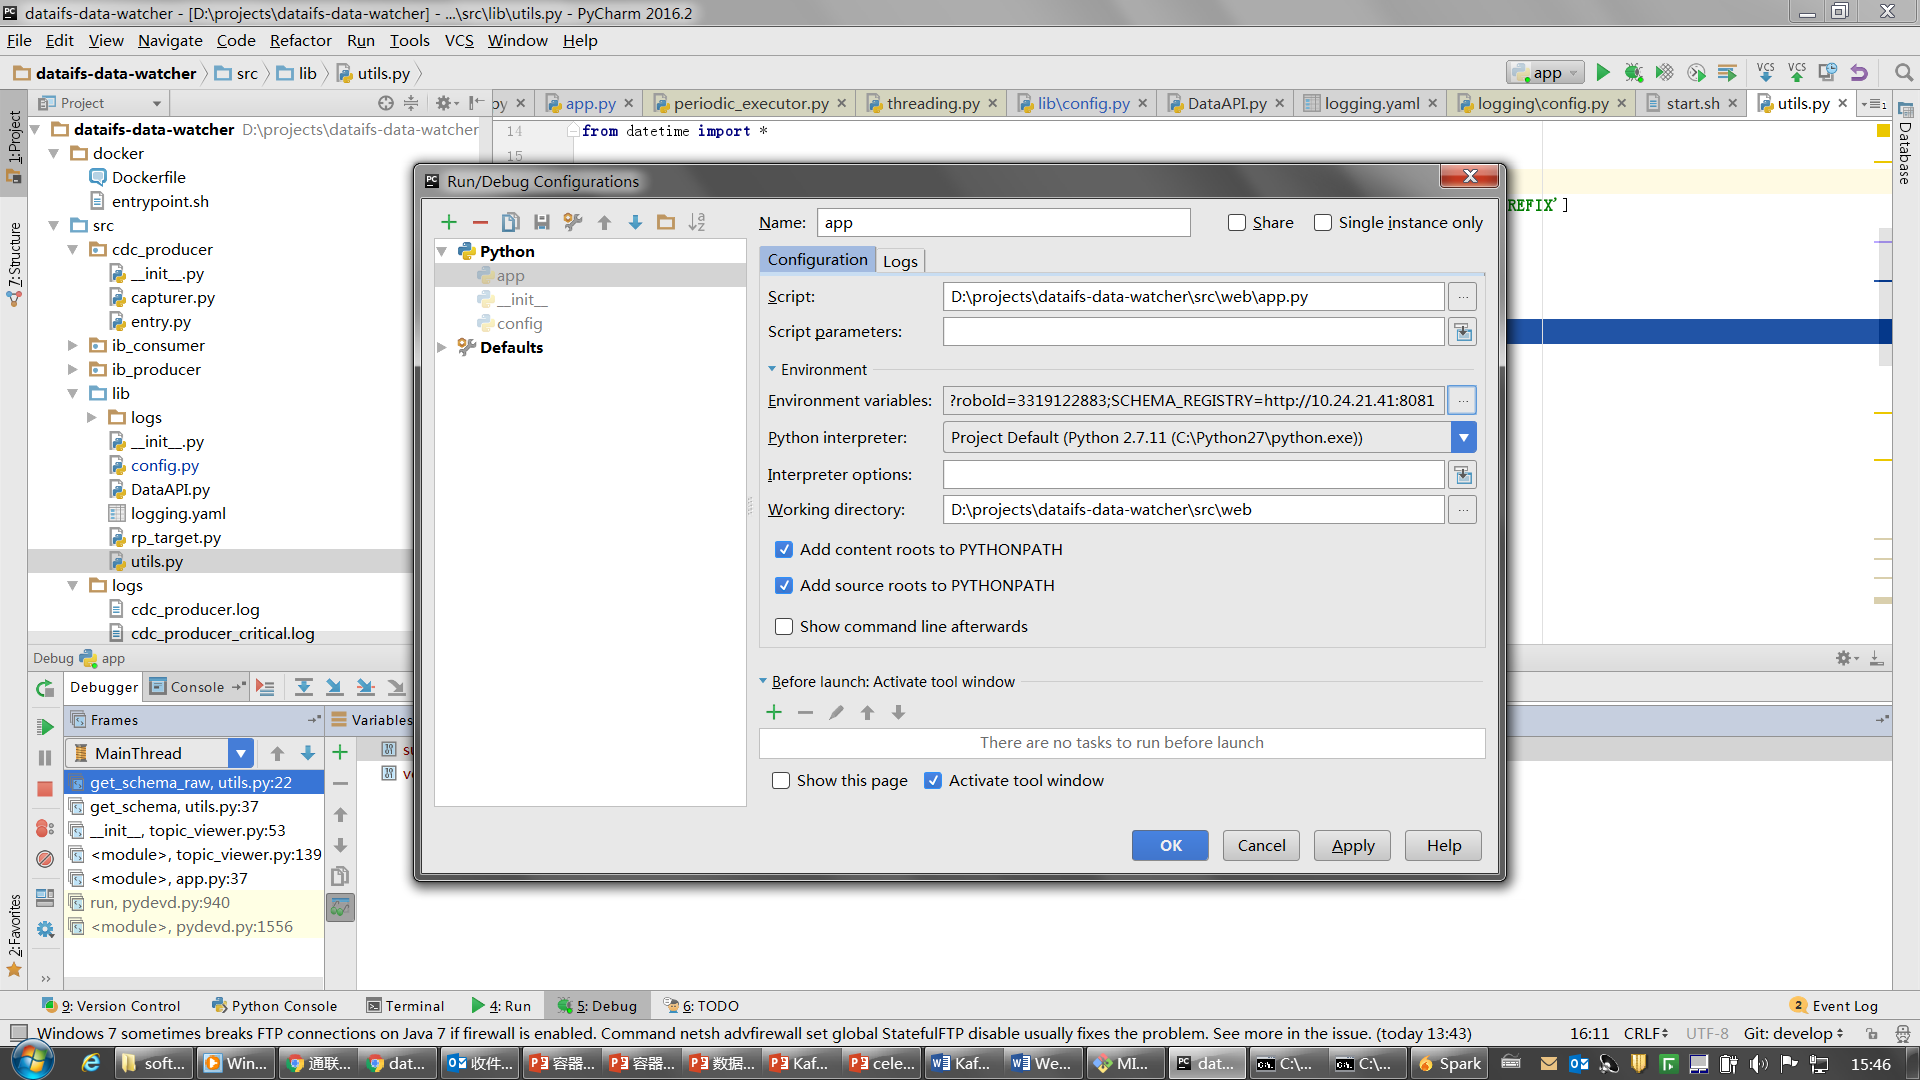 dataifs-data-watcher - [D:\projects\dataifs-data-watcher] - ...\src\lib\utils.py - PyCharm 2016.2
File Edit View Navigate Code Refactor Run Tools VCS Window Help
dataifs-data-watcher src lib utils.py
app
VCS VCS
Project
py app.py periodic_executor.py threading.py lib\config.py DataAPI.py logging.yaml logging\config.py start.sh utils.py
1: Project
7: Structure
2: Favorites
Database
dataifs-data-watcher D:\projects\dataifs-data-watcher
docker
Dockerfile
entrypoint.sh
src
cdc_producer
__init__.py
capturer.py
entry.py
ib_consumer
ib_producer
lib
logs
__init__.py
config.py
DataAPI.py
logging.yaml
rp_target.py
utils.py
logs
cdc_producer.log
cdc_producer_critical.log
14 from datetime import *
15
REFIX']
Run/Debug Configurations
Python
app
__init__
config
Defaults
Name: app Share Single instance only
Configuration Logs
Script: D:\projects\dataifs-data-watcher\src\web\app.py
Script parameters:
Environment
Environment variables: ?roboId=3319122883;SCHEMA_REGISTRY=http://10.24.21.41:8081
Python interpreter: Project Default (Python 2.7.11 (C:\Python27\python.exe))
Interpreter options:
Working directory: D:\projects\dataifs-data-watcher\src\web
Add content roots to PYTHONPATH
Add source roots to PYTHONPATH
Show command line afterwards
Before launch: Activate tool window
There are no tasks to run before launch
Show this page Activate tool window
OK Cancel Apply Help
Debug app
Debugger Console
Frames Variables
MainThread
get_schema_raw, utils.py:22
get_schema, utils.py:37
__init__, topic_viewer.py:53
<module>, topic_viewer.py:139
<module>, app.py:37
run, pydevd.py:940
<module>, pydevd.py:1556
9: Version Control Python Console Terminal 4: Run 5: Debug 6: TODO 2 Event Log
Windows 7 sometimes breaks FTP connections on Java 7 if firewall is enabled. Command netsh advfirewall set global StatefulFTP disable usually fixes the problem. See more in the issue. (today 13:43) 16:11 CRLF UTF-8 Git: develop
soft... Win... 通联... dat... 收件... 容器... 容器... 数据... Kaf... cele... Kaf... We... MI... dat... C:\... C:\... Spark 15:46